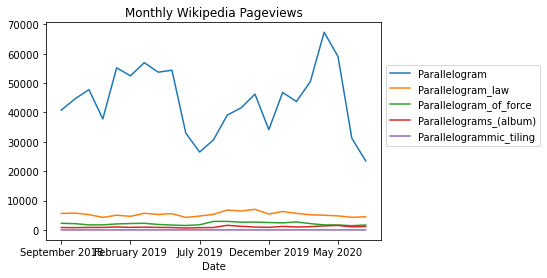 Monthly Wikipedia Pageviews
70000
60000
50000
40000
30000
20000
10000
0
September 2018 February 2019 July 2019 December 2019 May 2020
Date
Parallelogram
Parallelogram_law
Parallelogram_of_force
Parallelograms_(album)
Parallelogrammic_tiling